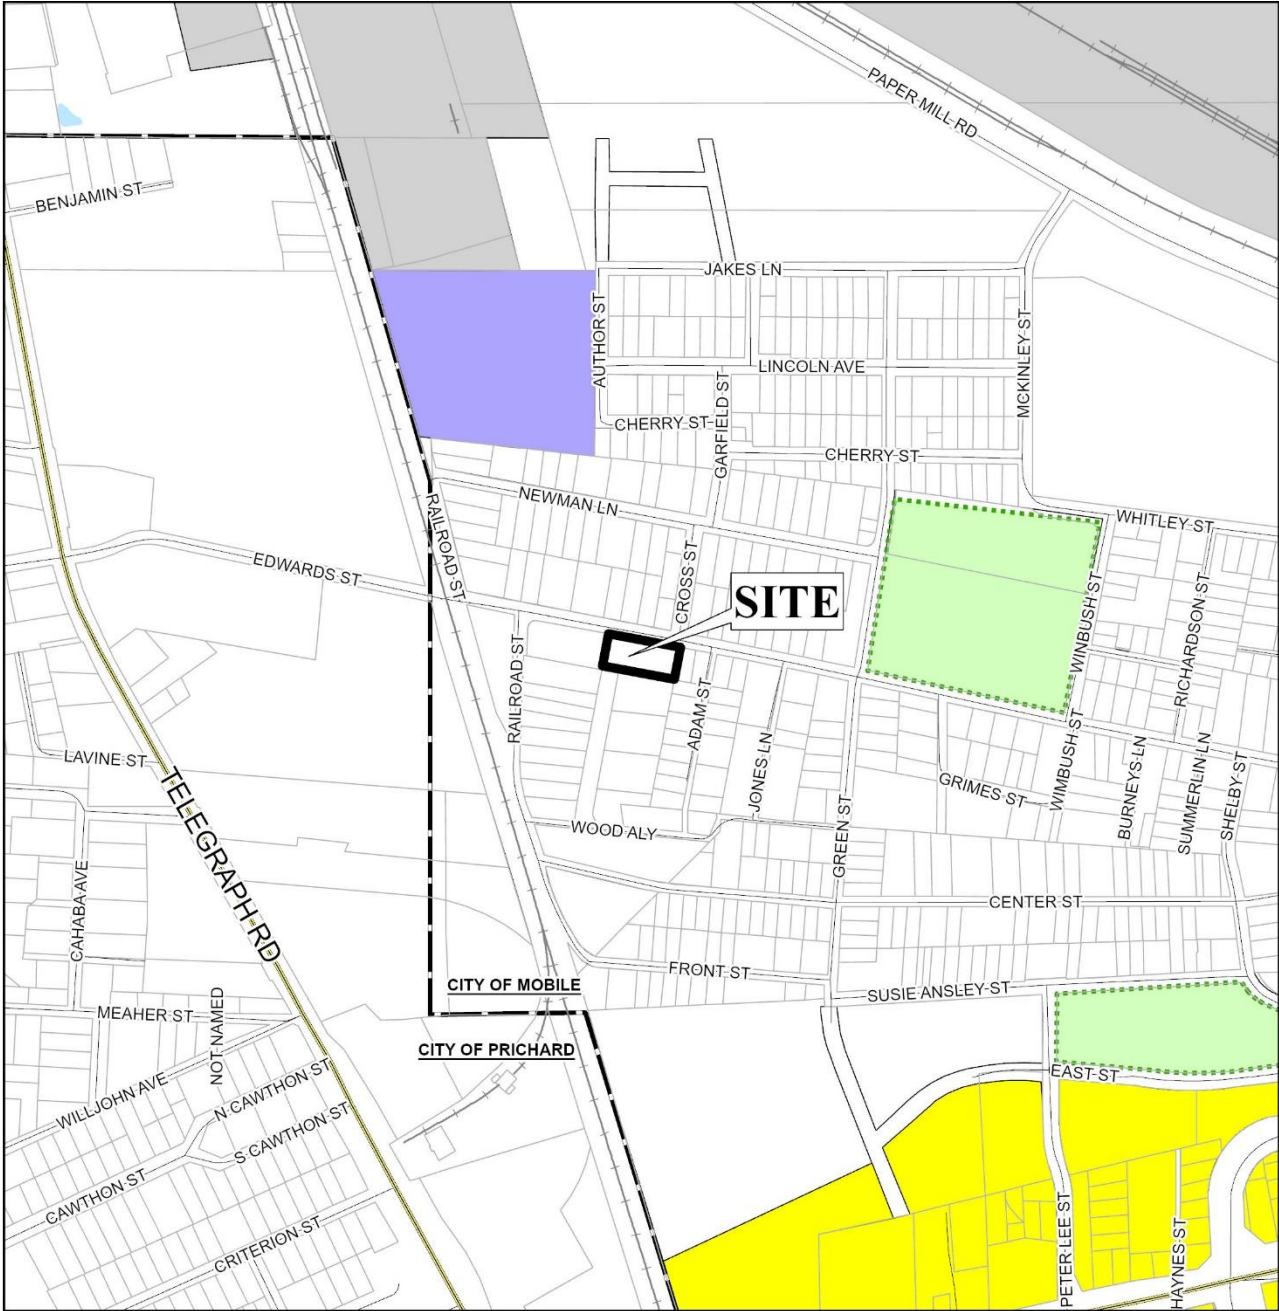 PAPER MILL RD
BENJAMIN ST
JAKES LN
AUTHOR ST
MCKINLEY ST
LINCOLN AVE
GARFIELD ST
CHERRY ST
CHERRY ST
NEWMAN LN
RAILROAD ST
WHITLEY ST
EDWARDS ST
CROSS ST
SITE
WINBUSH ST
RICHARDSON ST
RAILROAD ST
ADAM ST
LAVINE ST
JONES LN
WIMBUSH ST
BURNEYS LN
SUMMERLIN LN
SHELBY ST
GRIMES ST
TELEGRAPH RD
WOOD ALY
GREEN ST
CAHABA AVE
CENTER ST
FRONT ST
CITY OF MOBILE
SUSIE ANSLEY ST
MEAHER ST
NOT NAMED
CITY OF PRICHARD
EAST ST
WILLJOHN AVE
N CAWTHON ST
S CAWTHON ST
CAWTHON ST
CRITERION ST
PETER LEE ST
HAYNES ST